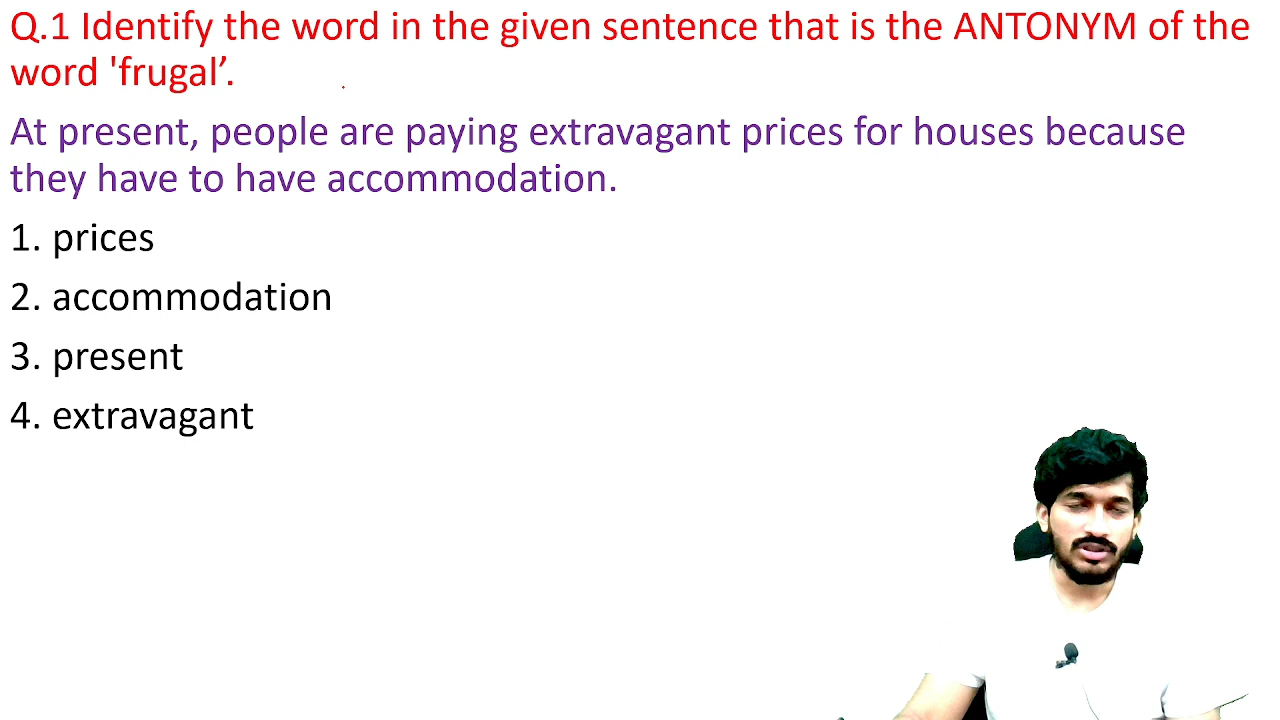 Q.1 Identify the word in the given sentence that is the ANTONYM of the
word 'frugal’.
At present, people are paying extravagant prices for houses because
they have to have accommodation.
1. prices
2. accommodation
3. present
4. extravagant